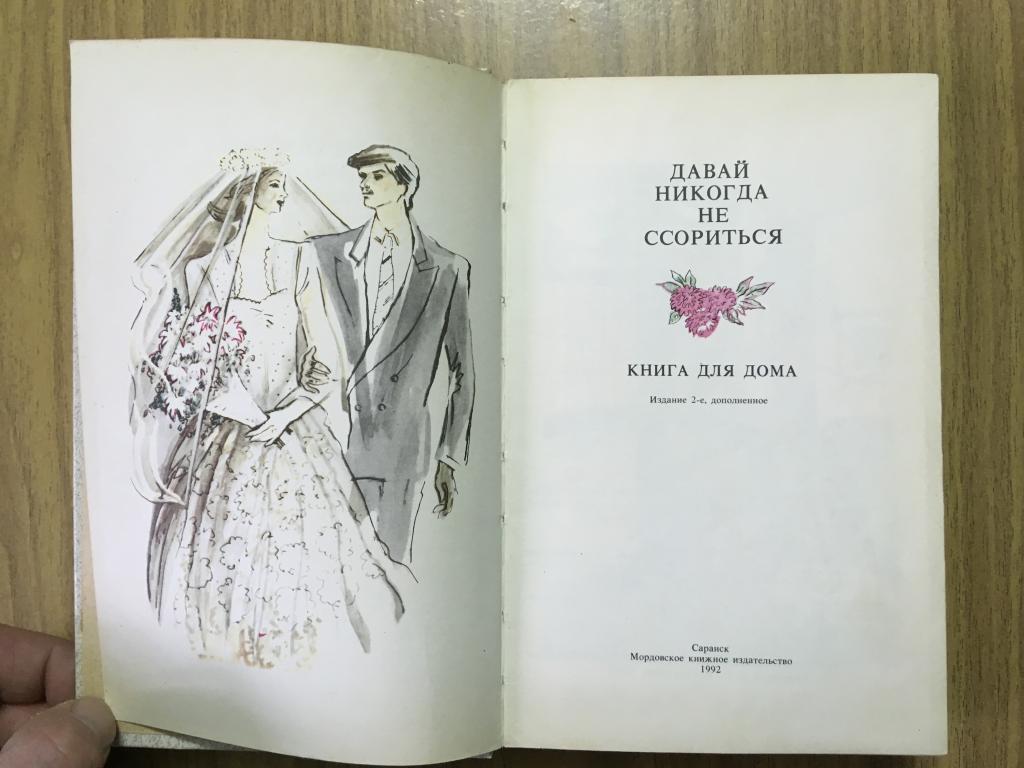 ДАВАЙ
НИКОГДА
НЕ
ССОРИТЬСЯ
КНИГА ДЛЯ ДОМА
Издание 2-е, дополненное
Саранск
Мордовское книжное издательство
1992